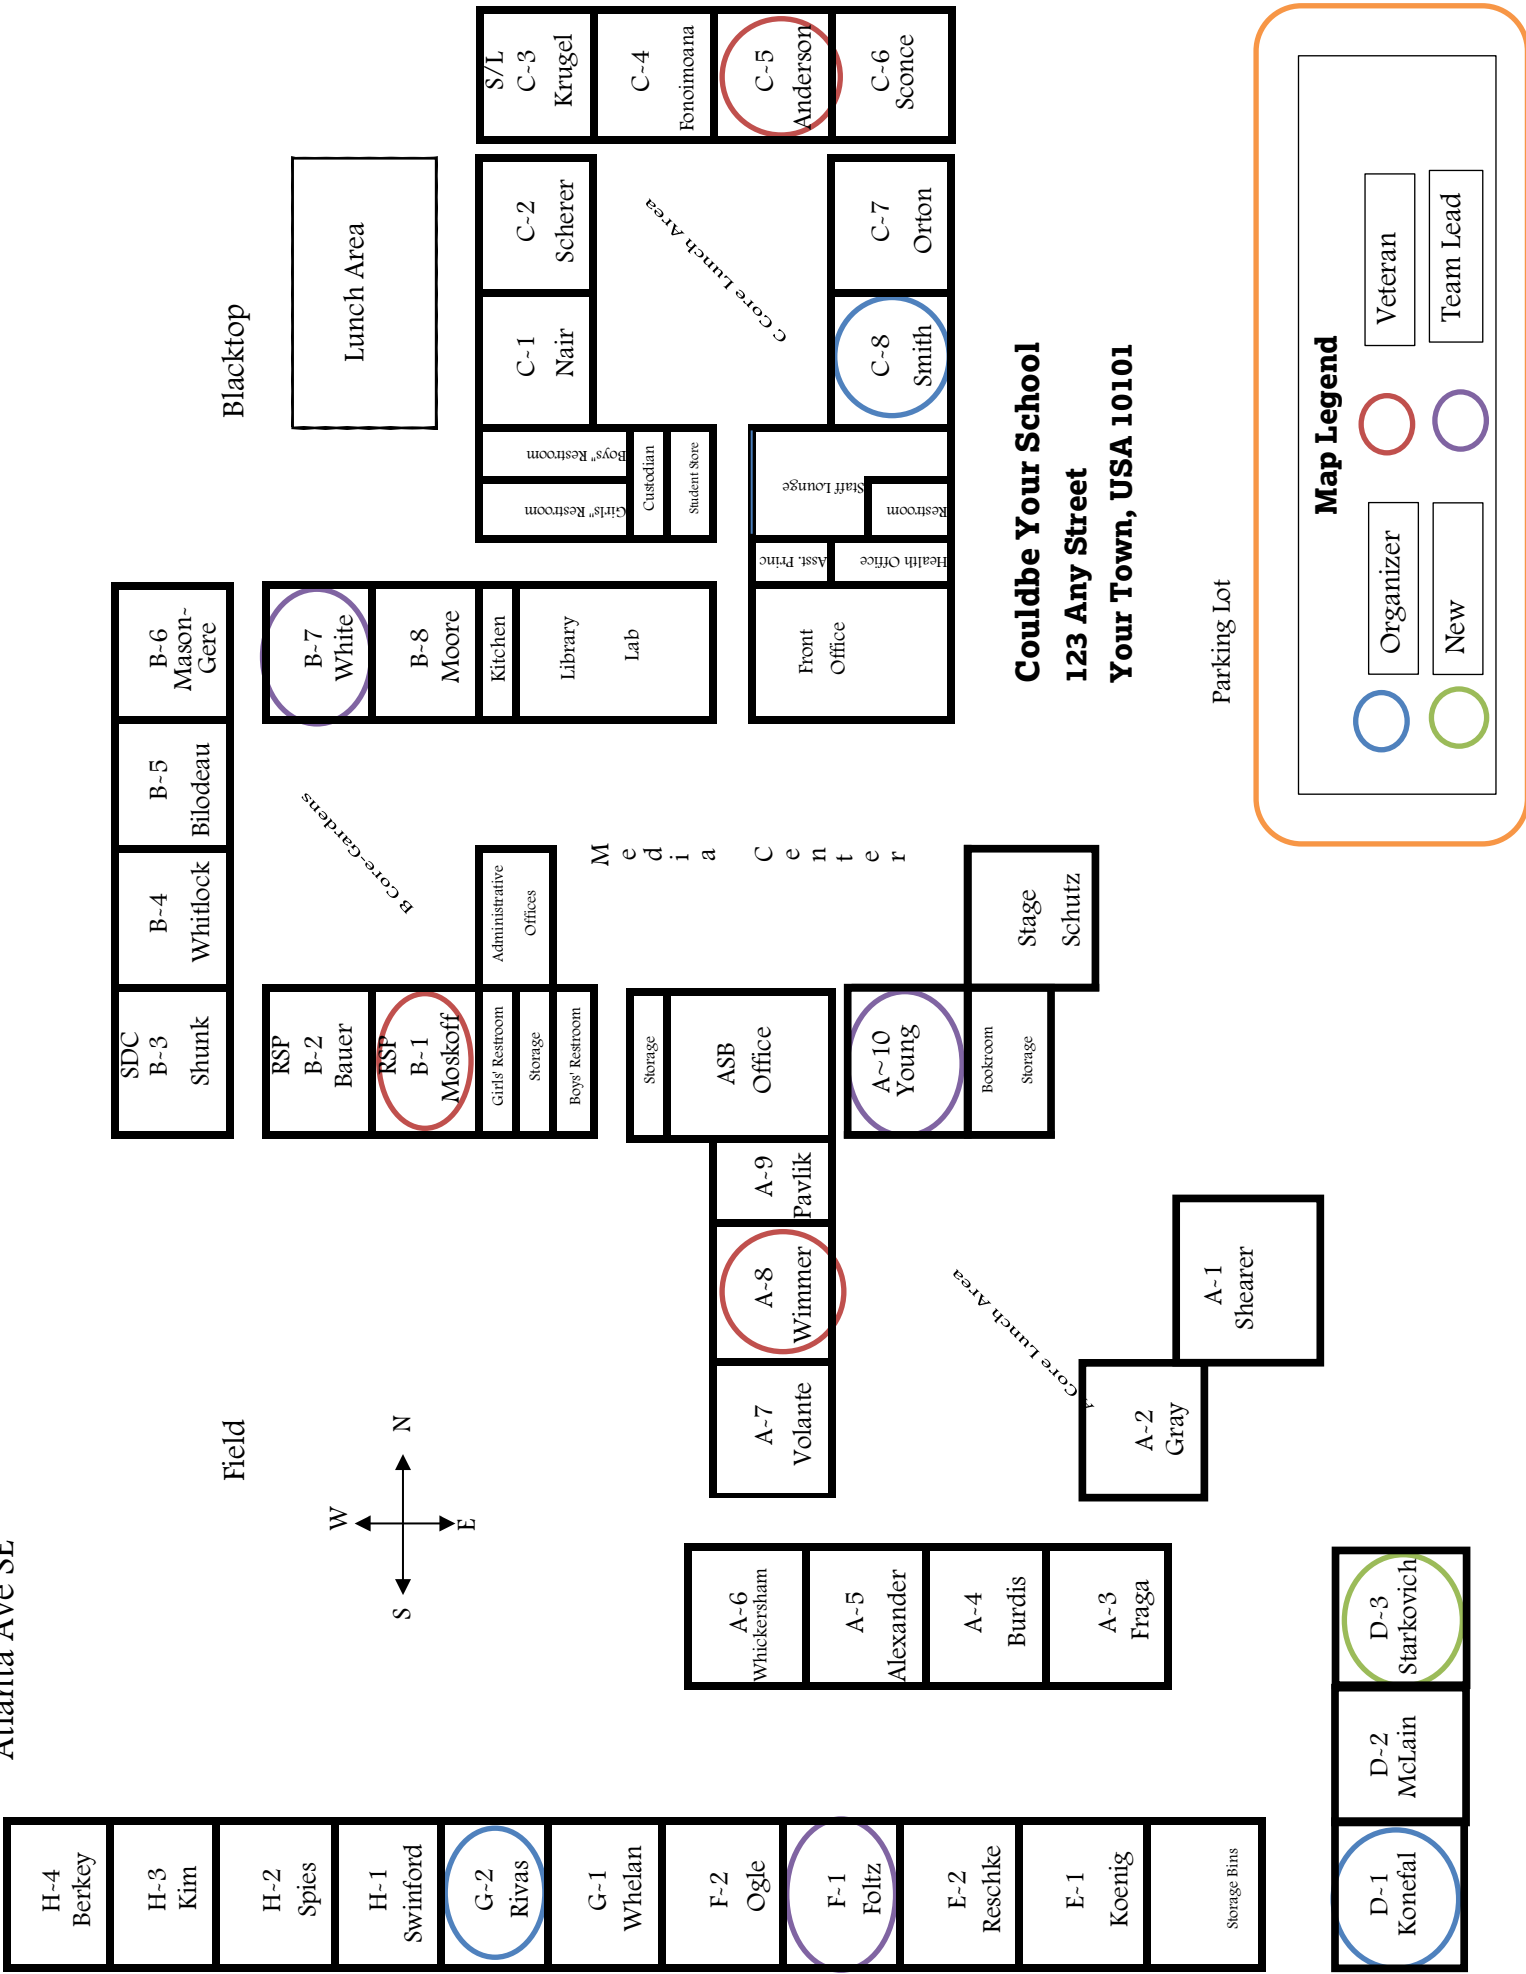 Atlanta Ave SE
Field
Blacktop
Lunch Area
W
S
N
E
H~4
Berkey
H~3
Kim
H~2
Spies
H~1
Swinford
G~2
Rivas
G~1
Whelan
F~2
Ogle
F~1
Foltz
E~2
Reschke
E~1
Koenig
Storage Bins
SDC
B~3
Shunk
B~4
Whitlock
B~5
Bilodeau
B~6
Mason~
Gere
RSP
B~2
Bauer
RSP
B~1
Moskoff
Girls' Restroom
Storage
Boys' Restroom
Administrative
Offices
B Core-Gardens
B~7
White
B~8
Moore
Kitchen
Library
Lab
Girls" Restroom
Boys" Restroom
Custodian
Student Store
C~1
Nair
C~2
Scherer
S/L
C~3
Krugel
C~4
Fonoimoana
C~5
Anderson
C~6
Sconce
C~7
Orton
C~8
Smith
C Core Lunch Area
Staff Lounge
Restroom
Asst. Princ
Health Office
Front
Office
Media Center
Storage
ASB
Office
A~10
Young
Bookroom
Storage
Stage
Schutz
A~9
Pavlik
A~8
Wimmer
A~7
Volante
A~6
Whickersham
A~5
Alexander
A~4
Burdis
A~3
Fraga
Core Lunch Area
A~2
Gray
A~1
Shearer
D~1
Konefal
D~2
McLain
D~3
Starkovich
Couldbe Your School
123 Any Street
Your Town, USA 10101
Parking Lot
Map Legend
Organizer
Veteran
New
Team Lead